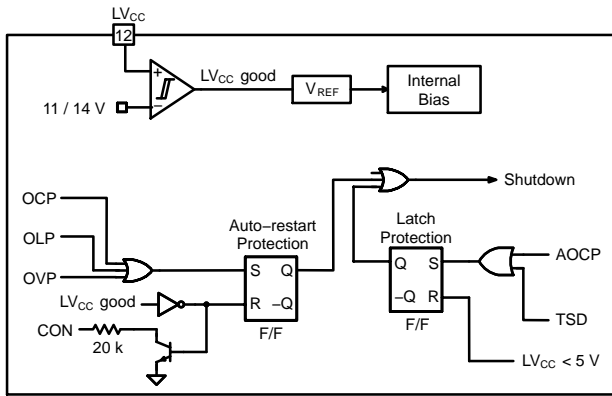 LVCC
12
LVCC good
VREF
Internal
Bias
11 / 14 V
+
−
Shutdown
OCP
OLP
OVP
Auto−restart
Protection
S Q
R −Q
F/F
LVCC good
CON
20 k
Latch
Protection
Q S
−Q R
F/F
AOCP
TSD
LVCC < 5 V